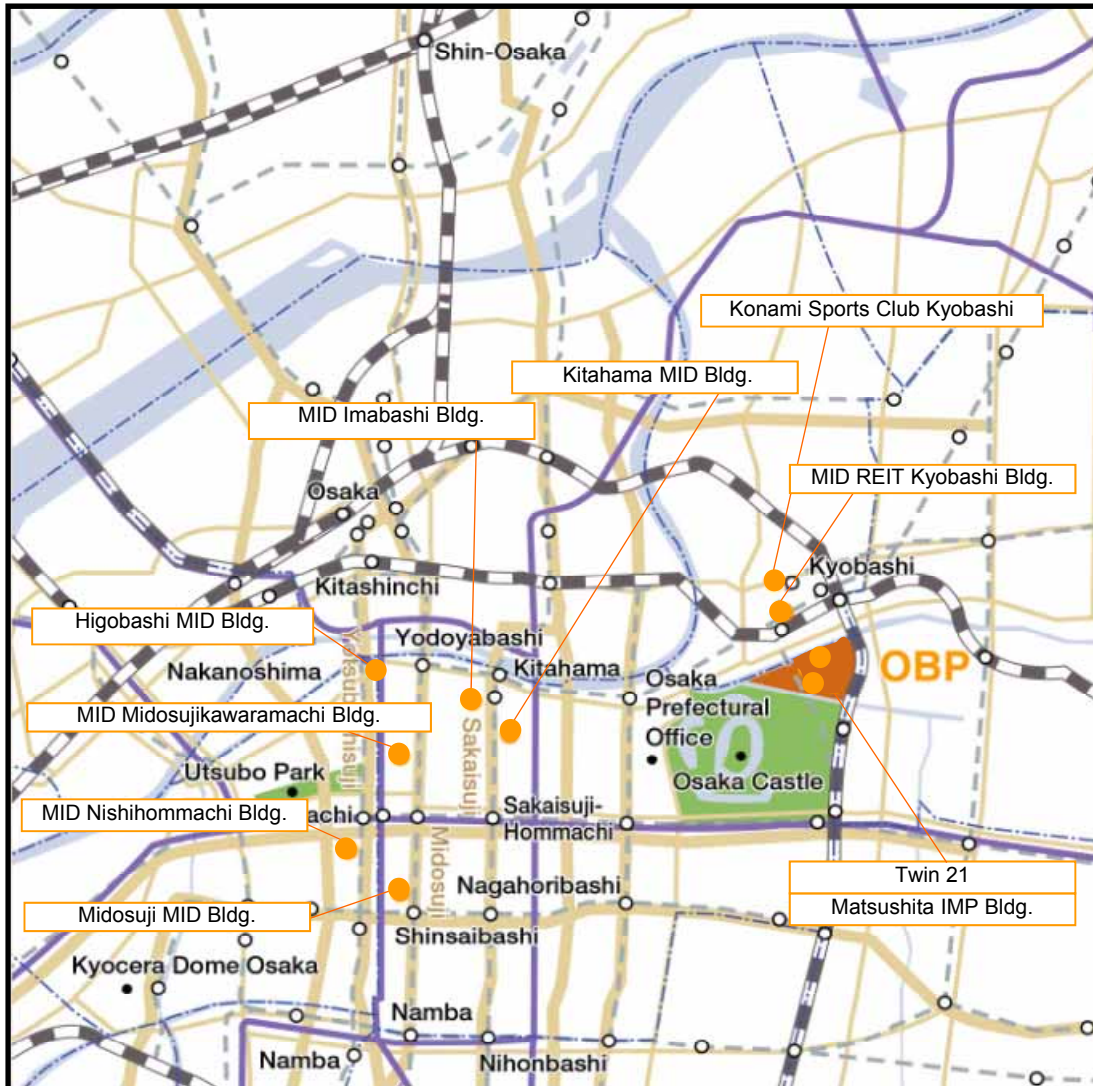 Shin-Osaka
Konami Sports Club Kyobashi
Kitahama MID Bldg.
MID Imabashi Bldg.
MID REIT Kyobashi Bldg.
Osaka
Kyobashi
Kitashinchi
Higobashi MID Bldg.
Yodoyabashi
Nakanoshima
Kitahama
OBP
Osaka
Prefectural
Office
MID Midosujikawaramachi Bldg.
Sakaisuji
Osaka Castle
Utsubo Park
MID Nishihommachi Bldg.
achi
Sakaisuji-
Hommachi
Midosuji
Twin 21
Nagahoribashi
Matsushita IMP Bldg.
Midosuji MID Bldg.
Shinsaibashi
Kyocera Dome Osaka
Namba
Namba
Nihonbashi